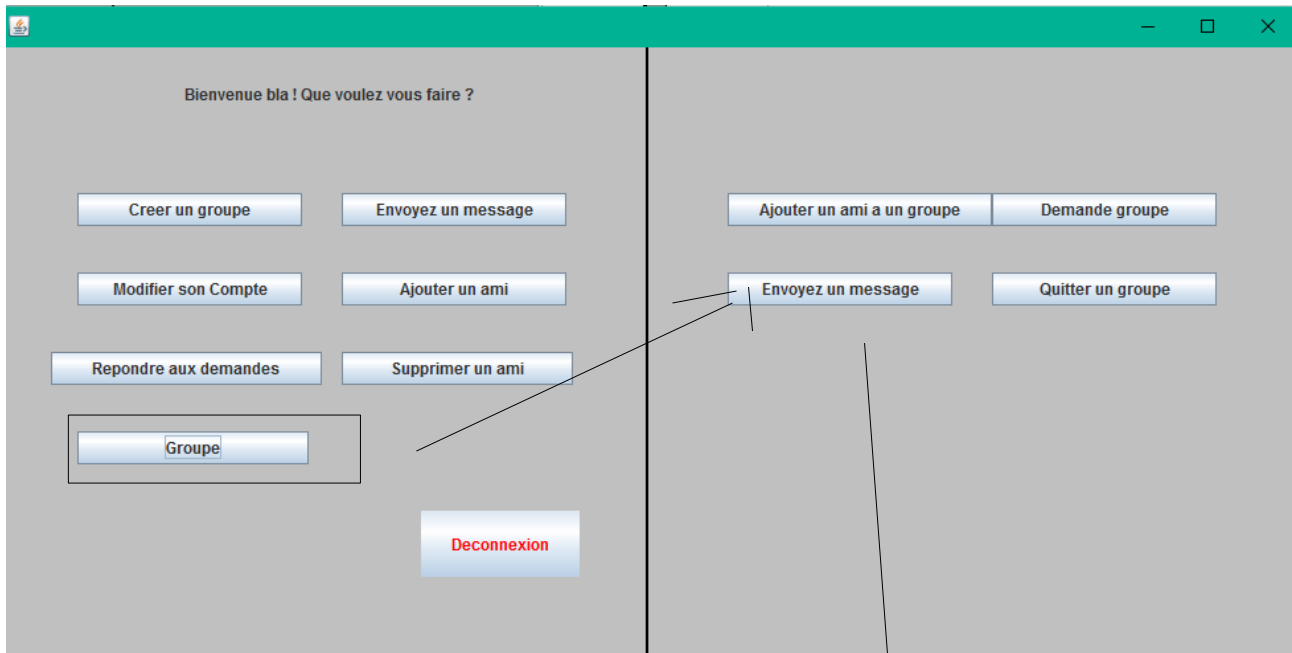 Bienvenue bla ! Que voulez vous faire ?
Creer un groupe
Envoyez un message
Modifier son Compte
Ajouter un ami
Repondre aux demandes
Supprimer un ami
Groupe
Deconnexion
Ajouter un ami a un groupe
Demande groupe
Envoyez un message
Quitter un groupe